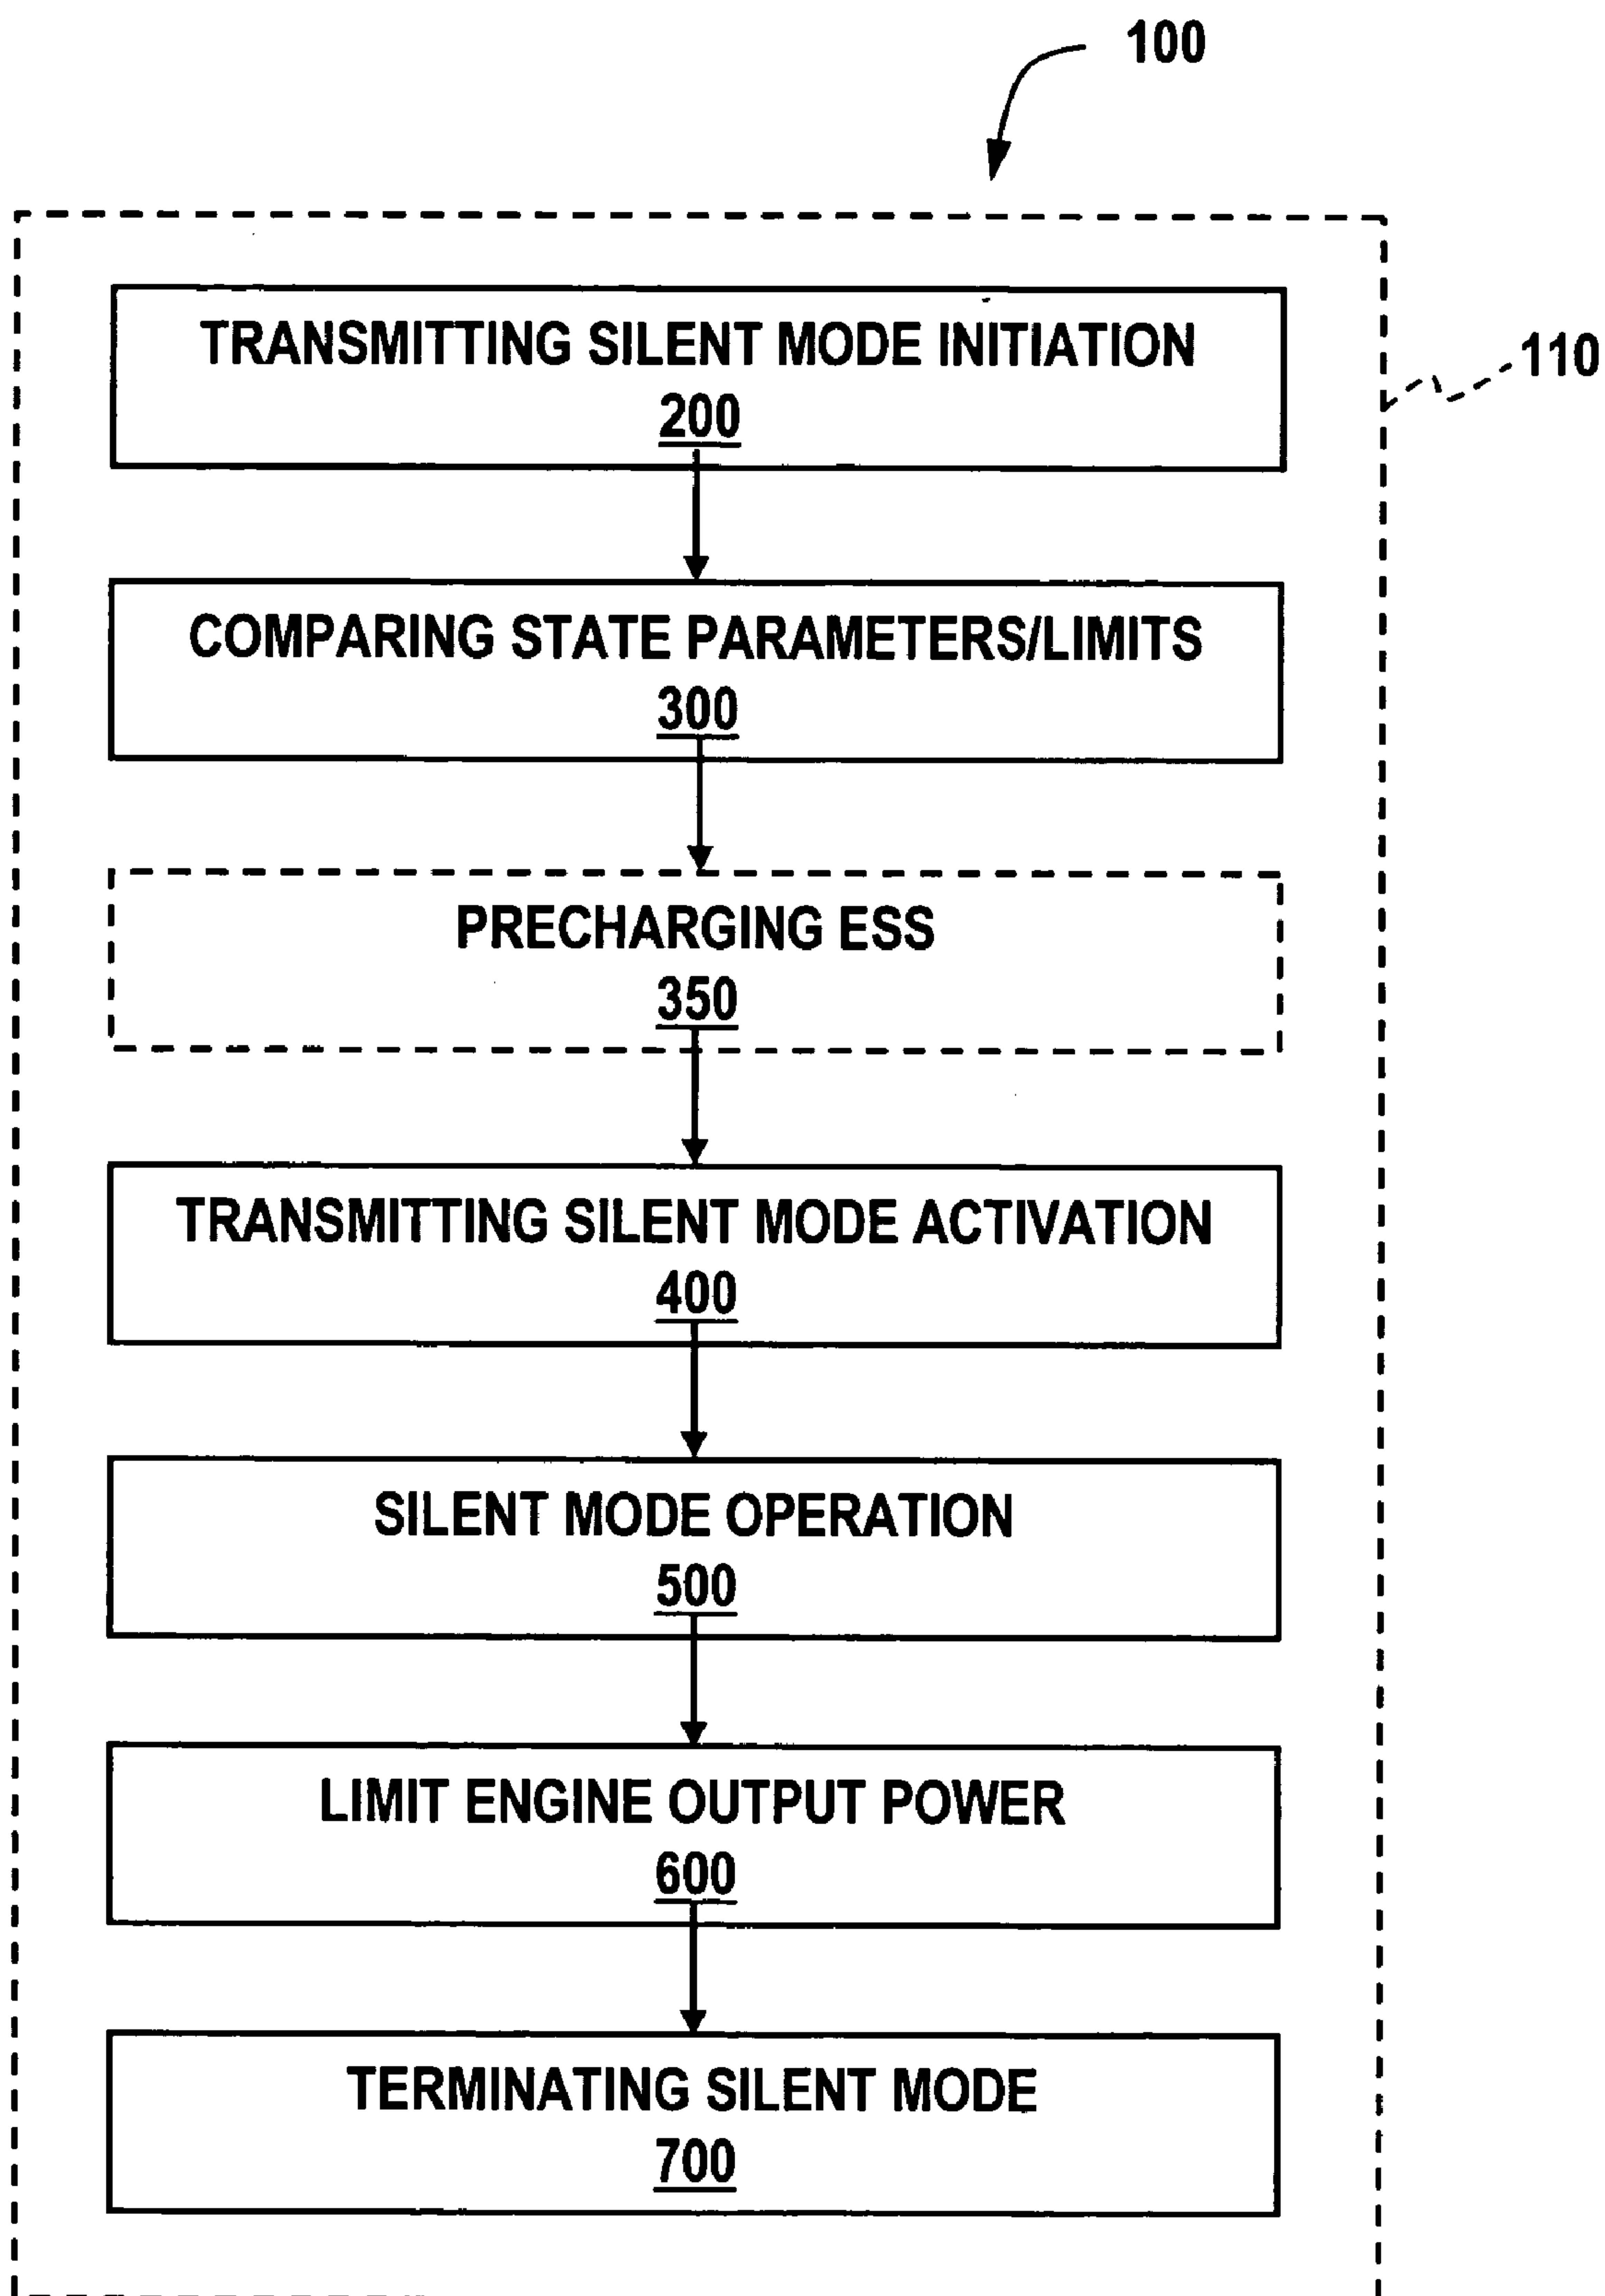 100
TRANSMITTING SILENT MODE INITIATION
200
110
COMPARING STATE PARAMETERS/LIMITS
300
PRECHARGING ESS
350
TRANSMITTING SILENT MODE ACTIVATION
400
SILENT MODE OPERATION
500
LIMIT ENGINE OUTPUT POWER
600
TERMINATING SILENT MODE
700